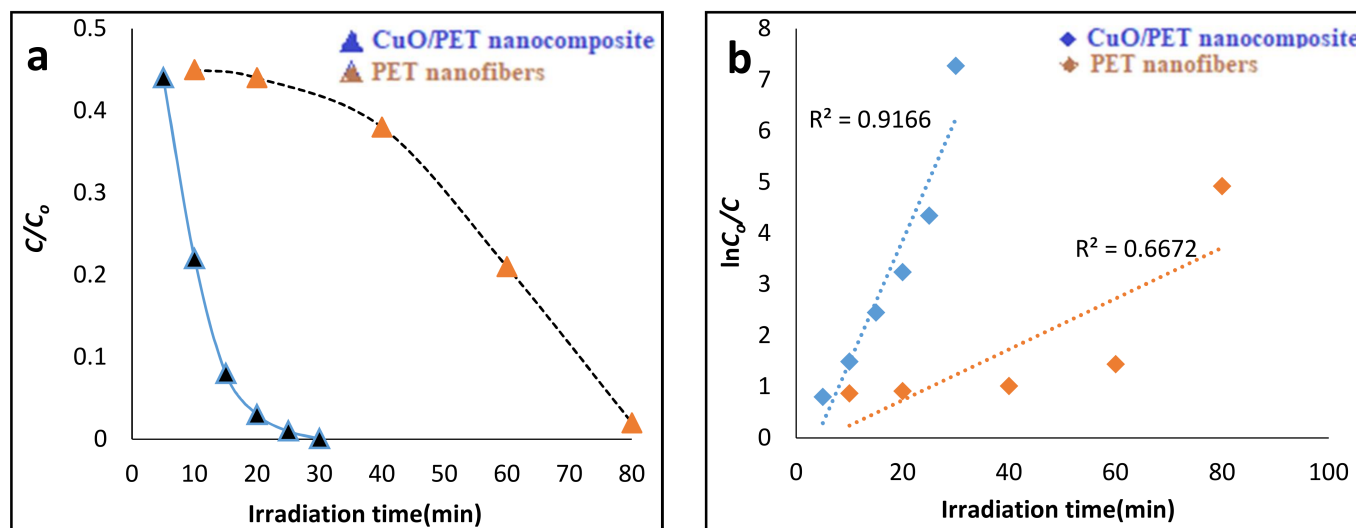 a
CuO/PET nanocomposite
PET nanofibers
0.5
0.4
0.3
0.2
0.1
0
C/Co
0 10 20 30 40 50 60 70 80
Irradiation time(min)
b
CuO/PET nanocomposite
PET nanofibers
8
7
6
5
4
3
2
1
0
lnCo/C
R² = 0.9166
R² = 0.6672
0 20 40 60 80 100
Irradiation time(min)